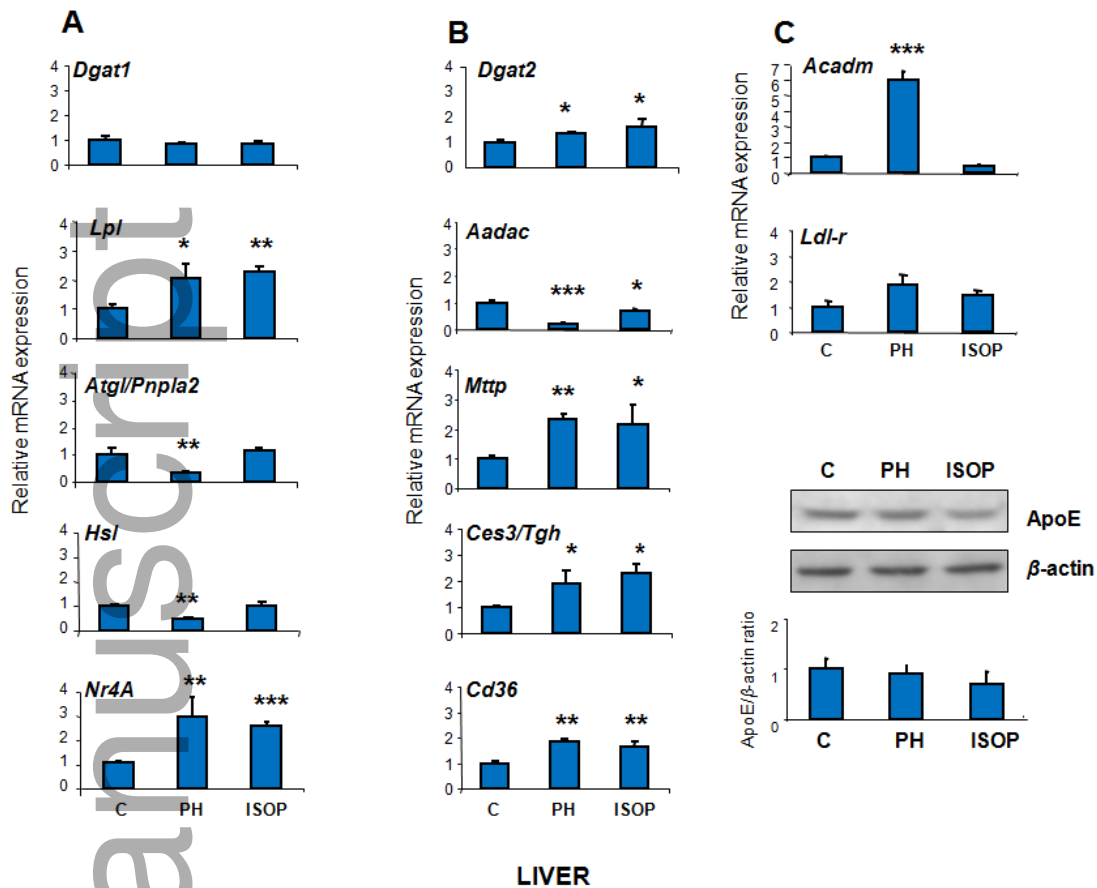 A
Dgat1
4
3
2
1
0
Lpl
4
3
2
1
0
*
**
Atgl/Pnpla2
4
3
2
1
0
**
Hsl
4
3
2
1
0
**
Nr4A
4
3
2
1
0
**
***
C PH ISOP
Relative mRNA expression
B
Dgat2
4
3
2
1
0
*
*
Aadac
4
3
2
1
0
***
*
Mttp
4
3
2
1
0
**
*
Ces3/Tgh
4
3
2
1
0
*
*
Cd36
4
3
2
1
0
**
**
C PH ISOP
Relative mRNA expression
C
Acadm
7
6
5
4
3
2
1
0
***
Ldl-r
4
3
2
1
0
C PH ISOP
Relative mRNA expression
C PH ISOP
ApoE
β-actin
2
1
0
ApoE/β-actin ratio
C PH ISOP
LIVER
anuscript